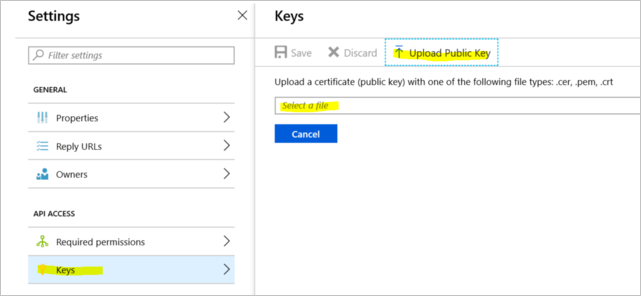 Settings
Filter settings
GENERAL
Properties
Reply URLs
Owners
API ACCESS
Required permissions
Keys
Keys
Save Discard Upload Public Key
Upload a certificate (public key) with one of the following file types: .cer, .pem, .crt
Select a file
Cancel